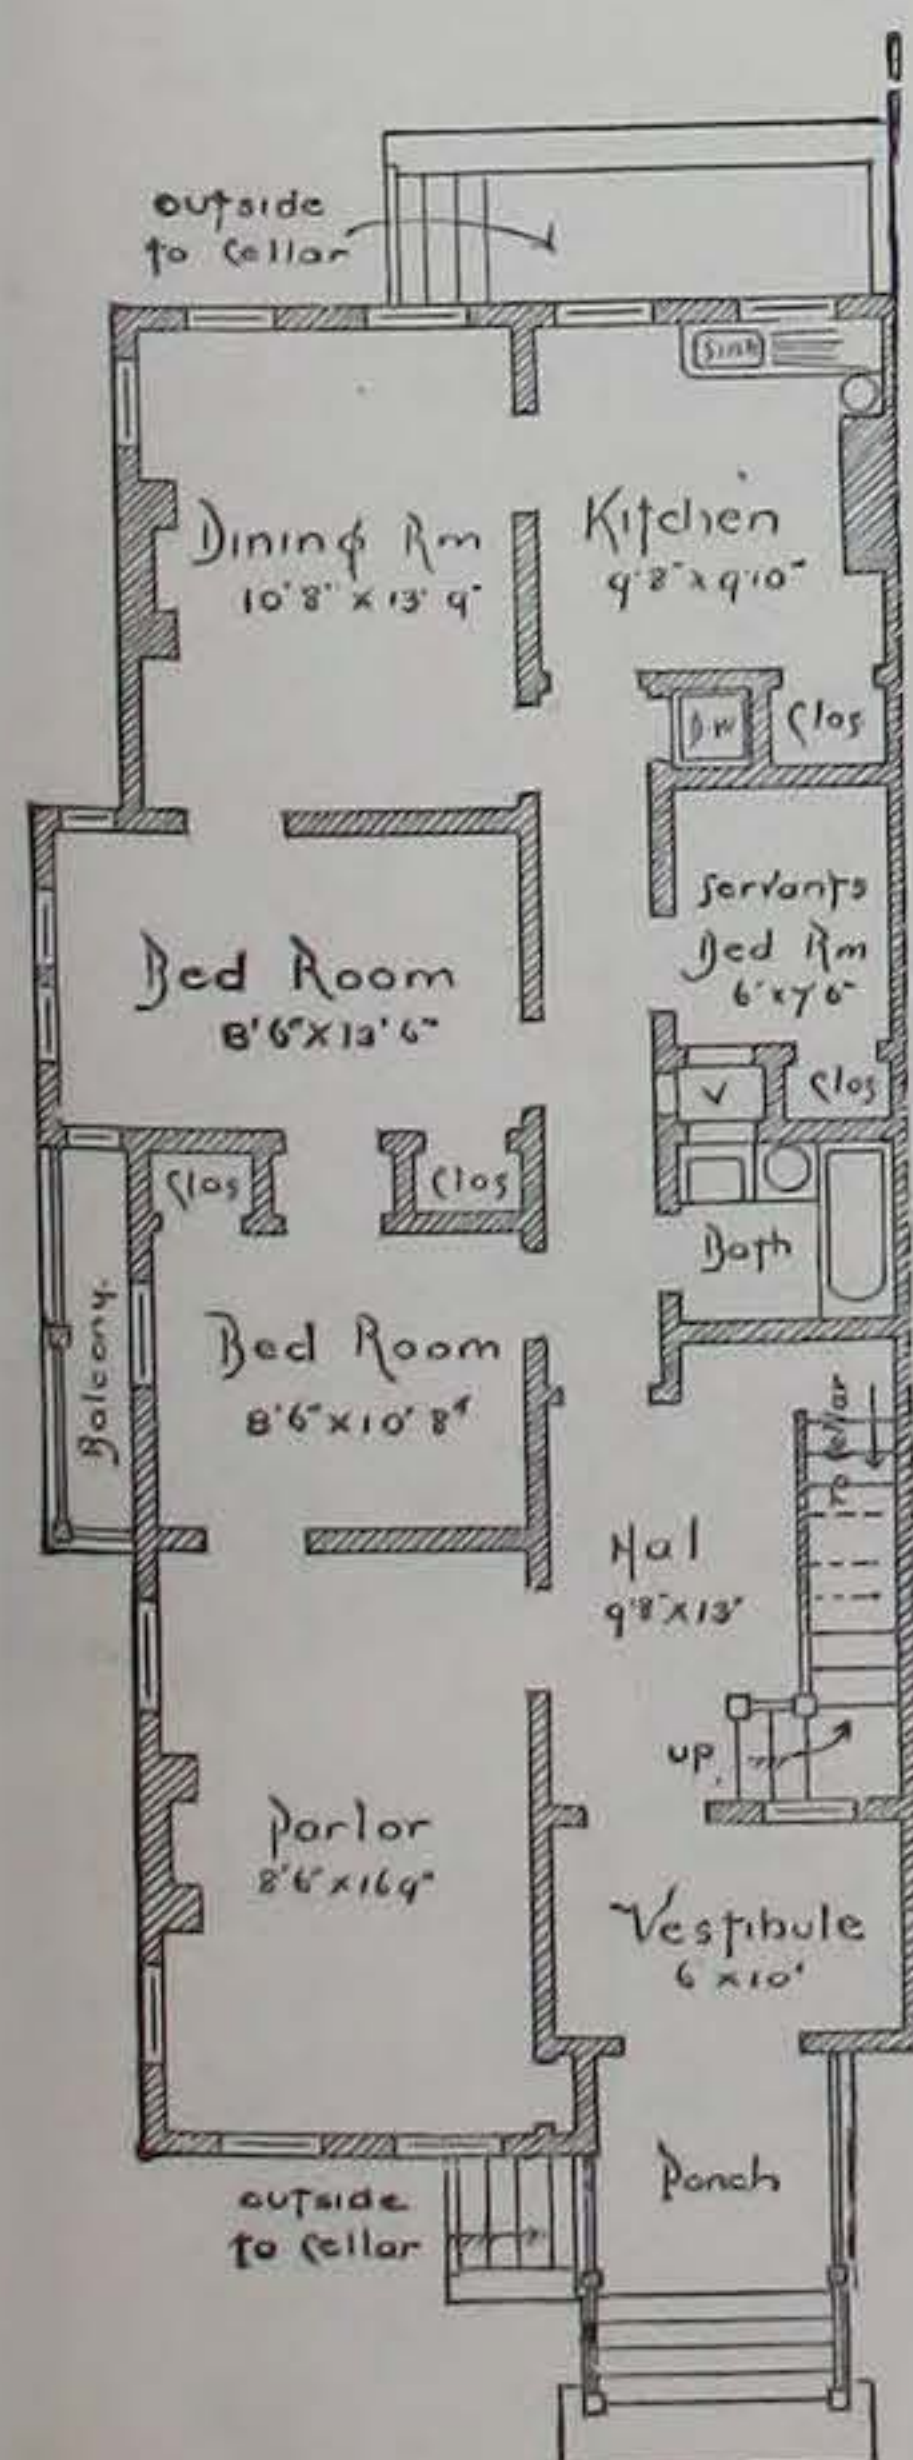 outside
to Cellar
Sink
Dining Rm
10' 8" x 13' 9"
Kitchen
9' 8" x 9' 10"
D.W
Clos
Servants
Bed Rm
6' x 7' 6"
Bed Room
8' 6" x 13' 6"
V
Clos
Clos
Clos
Bath
Balcony.
Bed Room
8' 6" x 10' 8"
To Cellar
Hal
9' 8" x 13'
UP.
Parlor
8' 6" x 16 9"
Vestibule
6 x 10'
Porch
outside
to Cellar